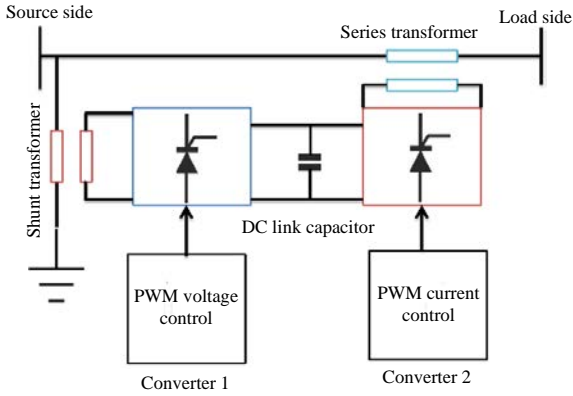 Source side
Load side
Series transformer
Shunt transformer
DC link capacitor
PWM voltage
control
PWM current
control
Converter 1
Converter 2